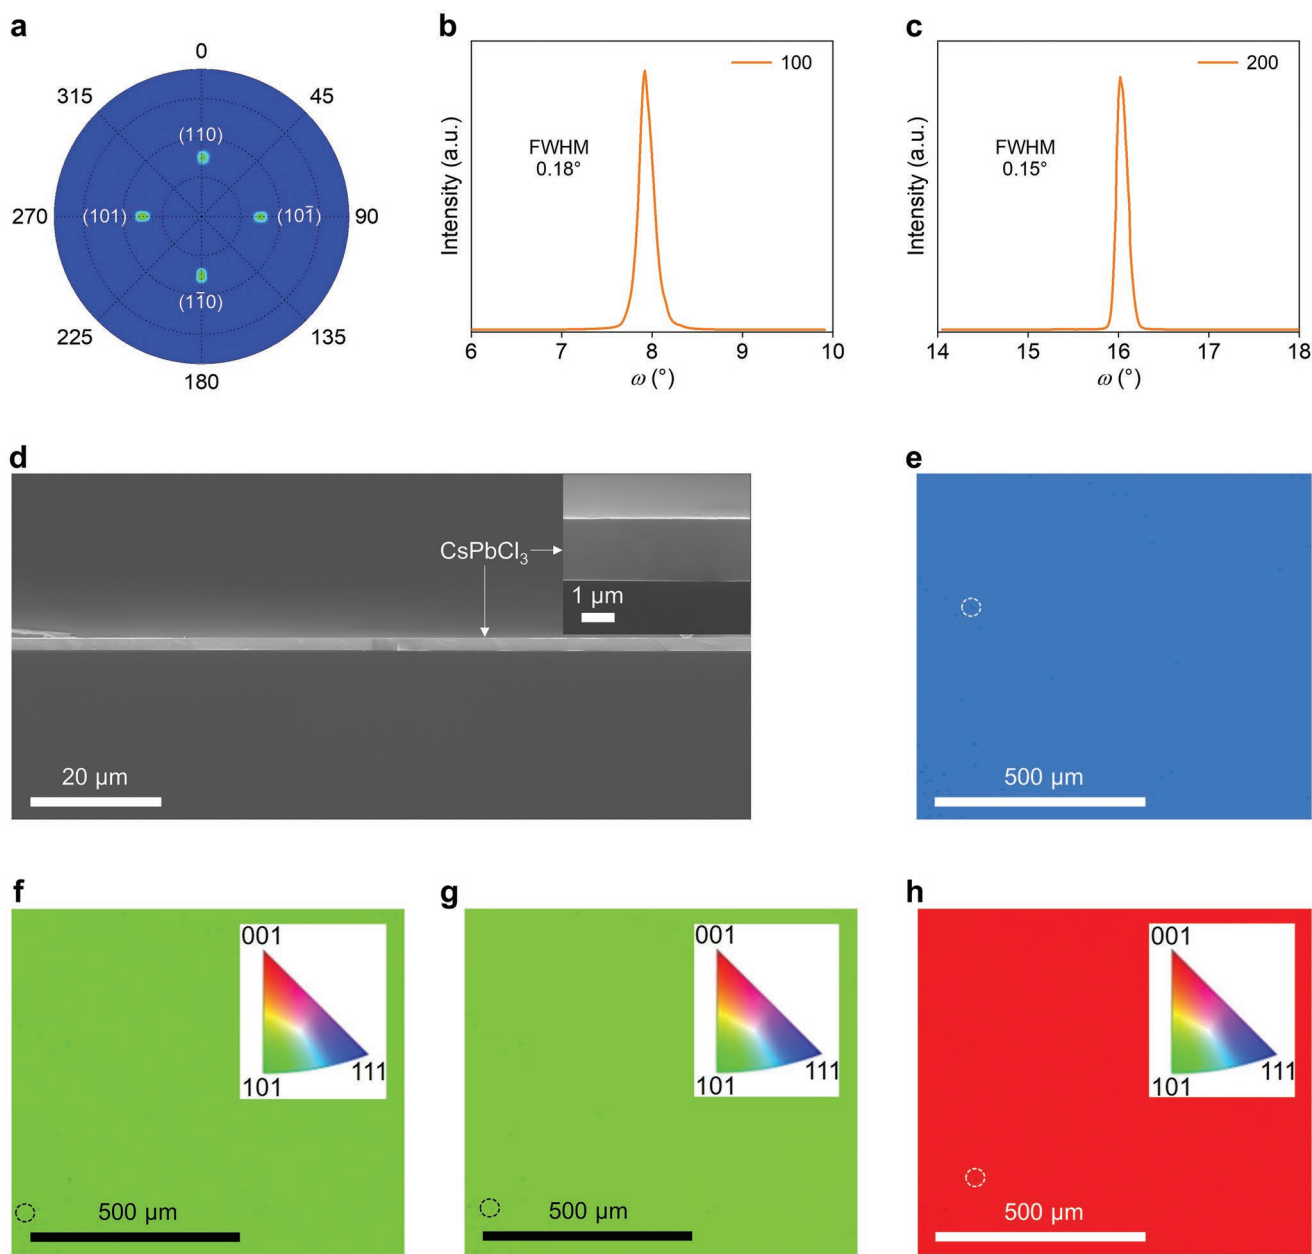 a
0
45
90
135
180
225
270
315
(110)
(101)
(101̄)
(11̄0)
b
Intensity (a.u.)
100
FWHM
0.18°
6 7 8 9 10
ω (°)
c
Intensity (a.u.)
200
FWHM
0.15°
14 15 16 17 18
ω (°)
d
CsPbCl₃
1 μm
20 μm
e
500 μm
f
001
101
111
500 μm
g
001
101
111
500 μm
h
001
101
111
500 μm